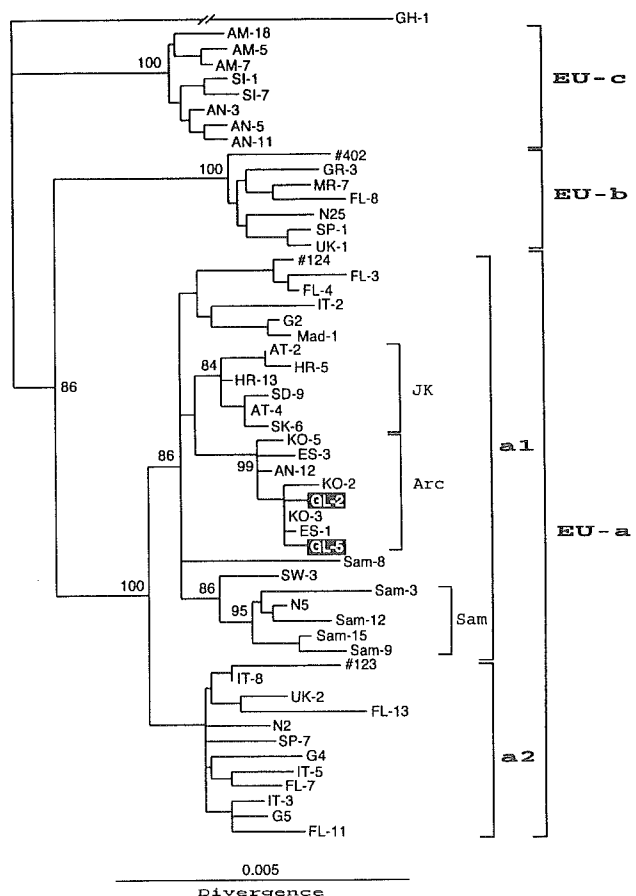 GH-1
AM-18
AM-5
100
AM-7
SI-1
SI-7
EU-c
AN-3
AN-5
AN-11
#402
100
GR-3
MR-7
FL-8
EU-b
N25
SP-1
UK-1
#124
FL-3
FL-4
IT-2
G2
Mad-1
AT-2
84
HR-5
86
HR-13
JK
SD-9
AT-4
SK-6
a1
KO-5
86
ES-3
99
AN-12
KO-2
Arc
GL-2
KO-3
ES-1
EU-a
GL-5
Sam-8
100
86
SW-3
Sam-3
95
N5
Sam-12
Sam
Sam-15
Sam-9
#123
IT-8
UK-2
FL-13
N2
SP-7
G4
a2
IT-5
FL-7
IT-3
G5
FL-11
0.005
Divergence